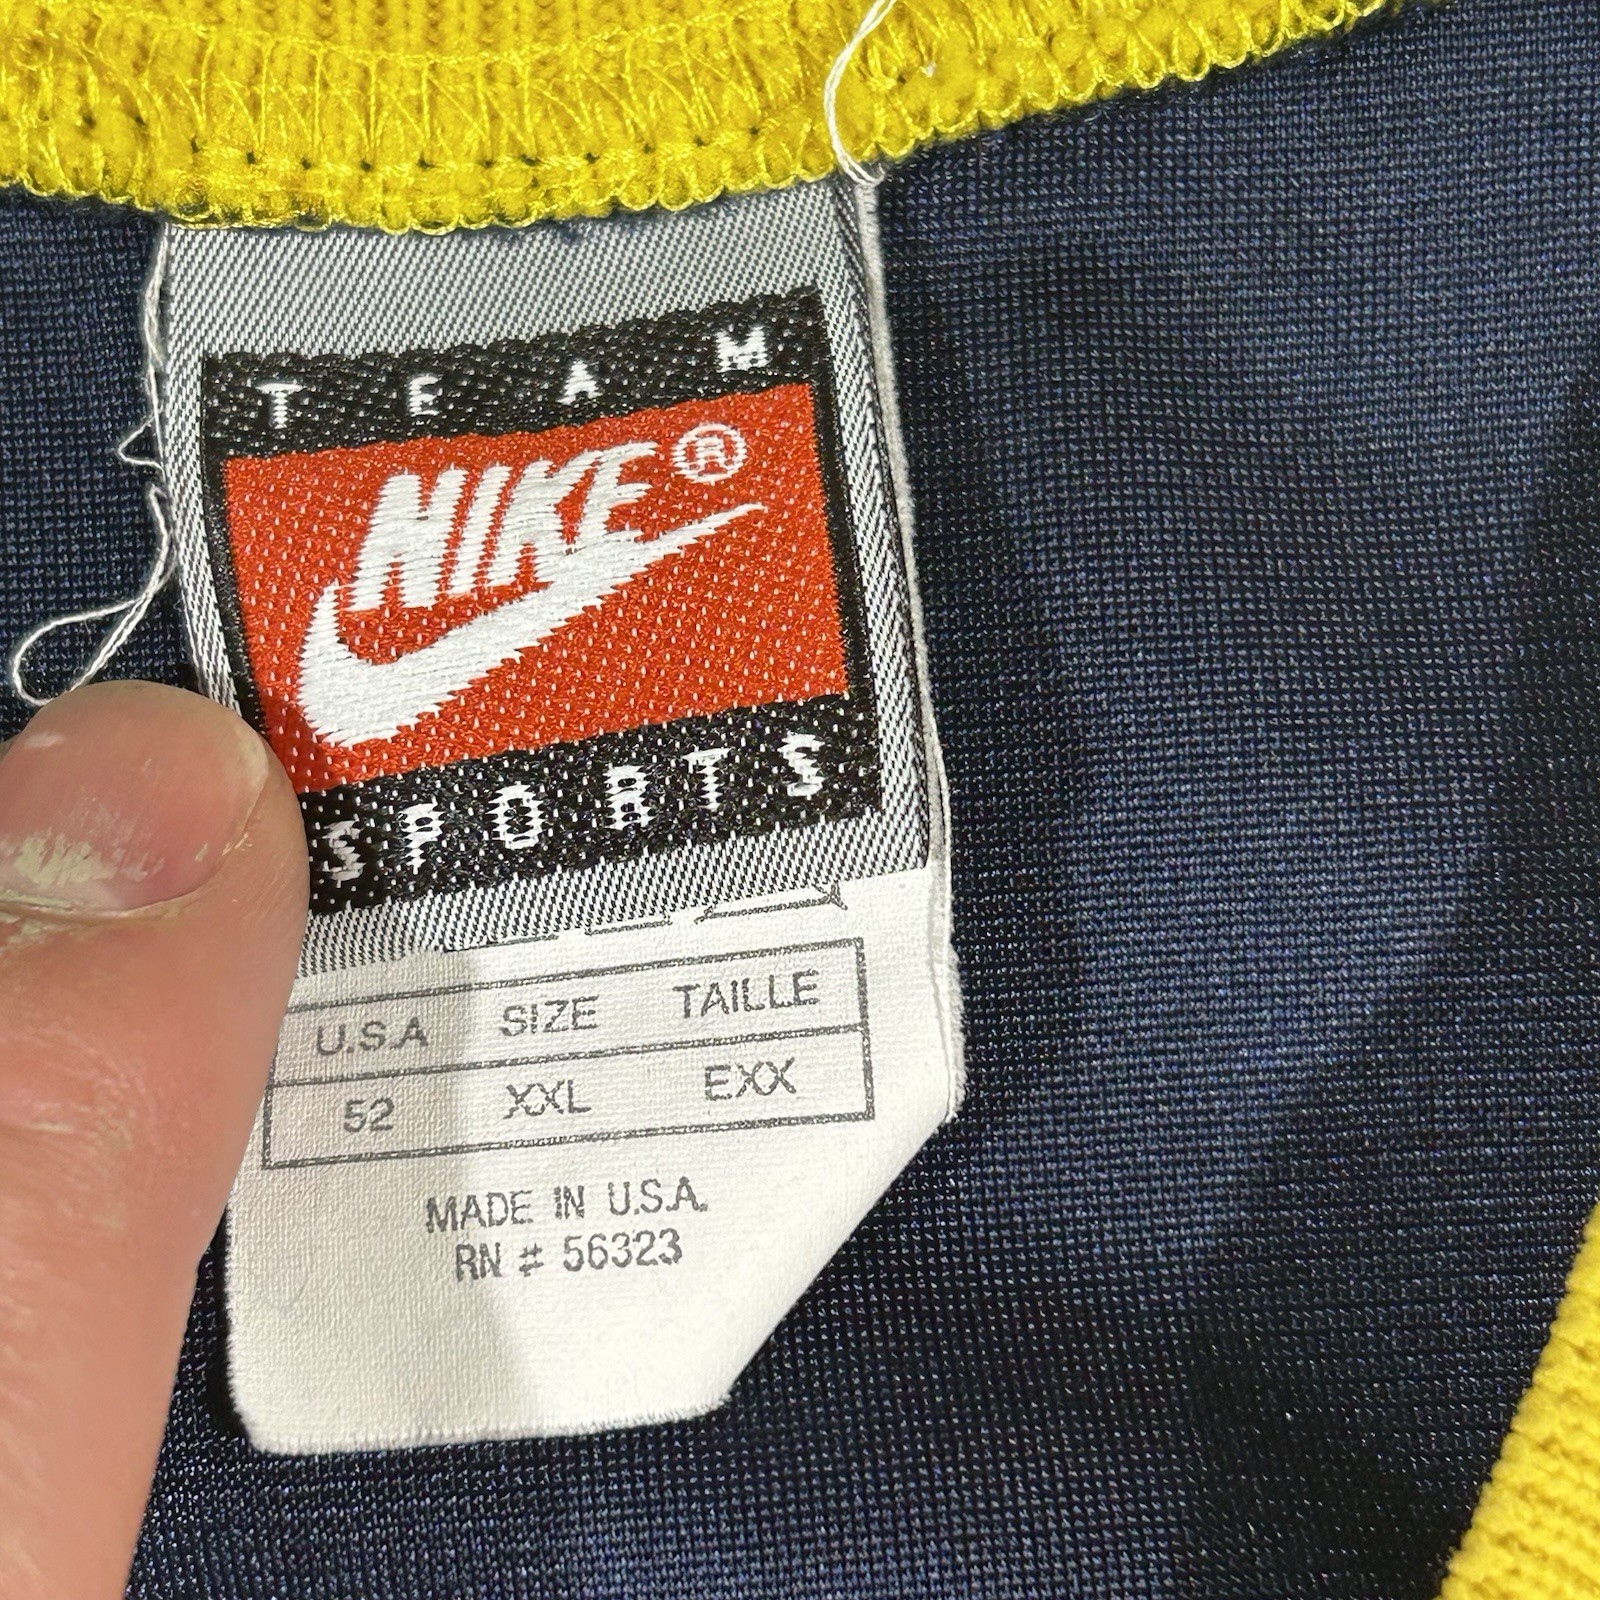 TEAM
NIKE®
SPORTS
U.S.A SIZE TAILLE
52 XXL EXX
MADE IN U.S.A.
RN # 56323